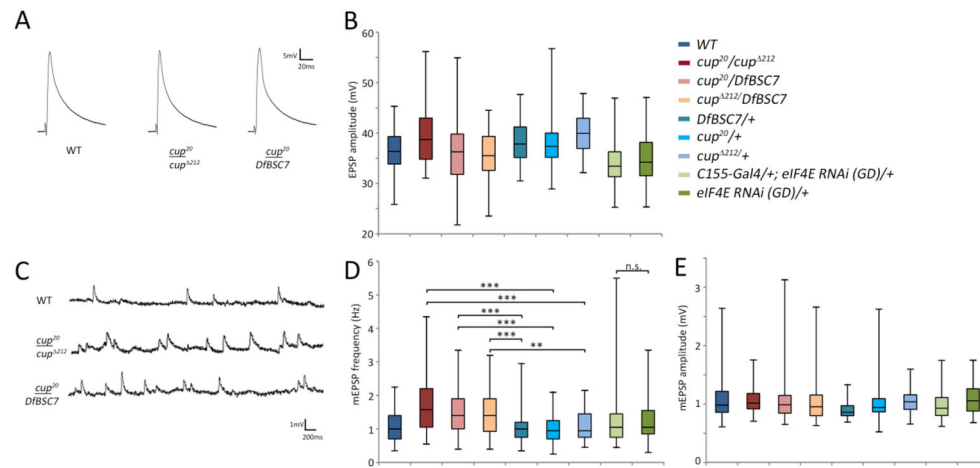 A
5mV
20ms
WT
cup20
cupΔ212
cup20
DfBSC7
B
EPSP amplitude (mV)
60
50
40
30
20
WT
cup20/cupΔ212
cup20/DfBSC7
cupΔ212/DfBSC7
DfBSC7/+
cup20/+
cupΔ212/+
C155-Gal4/+; eIF4E RNAi (GD)/+
eIF4E RNAi (GD)/+
C
WT
cup20
cupΔ212
cup20
DfBSC7
1mV
200ms
D
mEPSP frequency (Hz)
6
5
4
3
2
1
0
***
***
***
***
***
**
n.s.
E
mEPSP amplitude (mV)
3
2
1
0